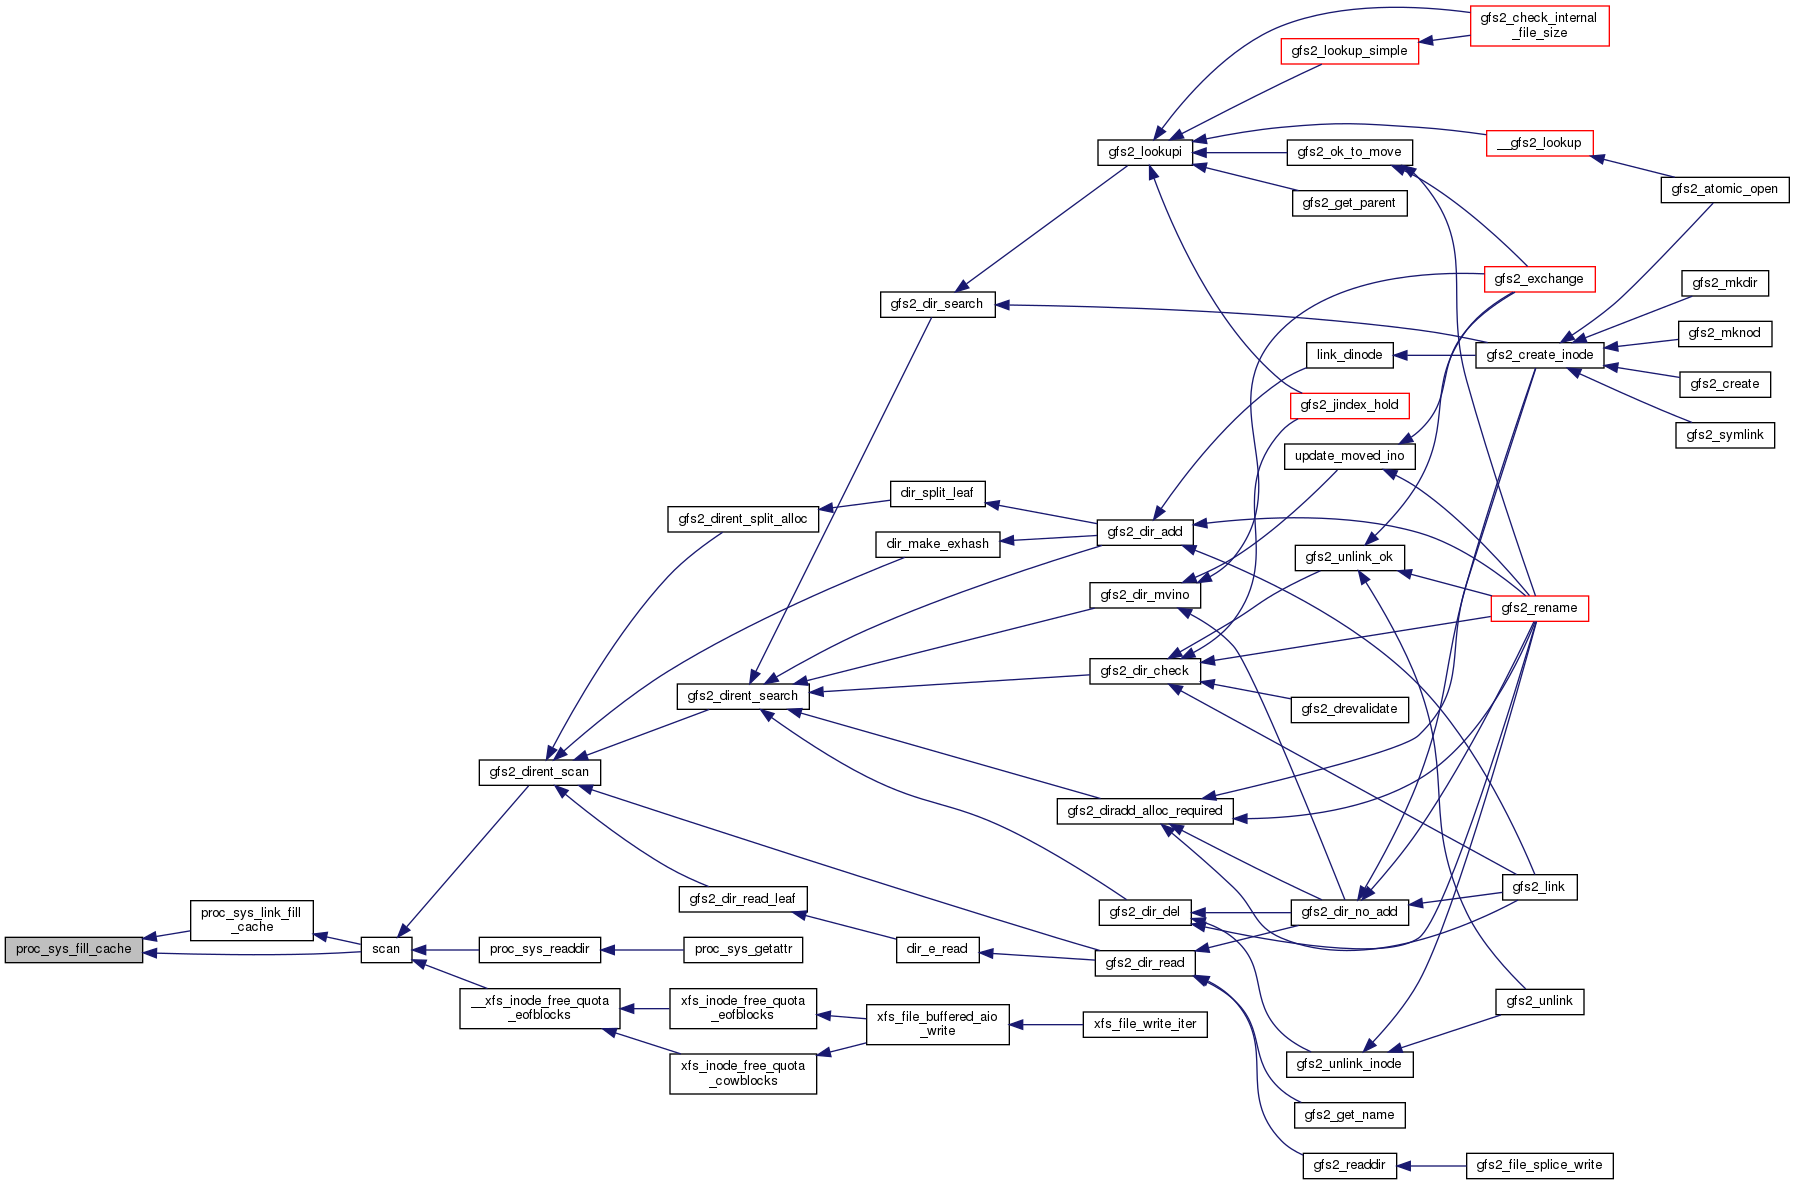 gfs2_check_internal
_file_size
gfs2_lookup_simple
gfs2_lookupi
gfs2_ok_to_move
__gfs2_lookup
gfs2_get_parent
gfs2_atomic_open
gfs2_exchange
gfs2_mkdir
gfs2_dir_search
gfs2_mknod
link_dinode
gfs2_create_inode
gfs2_create
gfs2_jindex_hold
gfs2_symlink
update_moved_ino
dir_split_leaf
gfs2_dirent_split_alloc
gfs2_dir_add
dir_make_exhash
gfs2_unlink_ok
gfs2_dir_mvino
gfs2_rename
gfs2_dir_check
gfs2_dirent_search
gfs2_drevalidate
gfs2_dirent_scan
gfs2_diradd_alloc_required
gfs2_dir_read_leaf
gfs2_link
gfs2_dir_del
gfs2_dir_no_add
proc_sys_link_fill
_cache
proc_sys_fill_cache
scan
proc_sys_readdir
proc_sys_getattr
dir_e_read
gfs2_dir_read
__xfs_inode_free_quota
_eofblocks
xfs_inode_free_quota
_eofblocks
xfs_file_buffered_aio
_write
xfs_file_write_iter
gfs2_unlink
xfs_inode_free_quota
_cowblocks
gfs2_unlink_inode
gfs2_get_name
gfs2_readdir
gfs2_file_splice_write